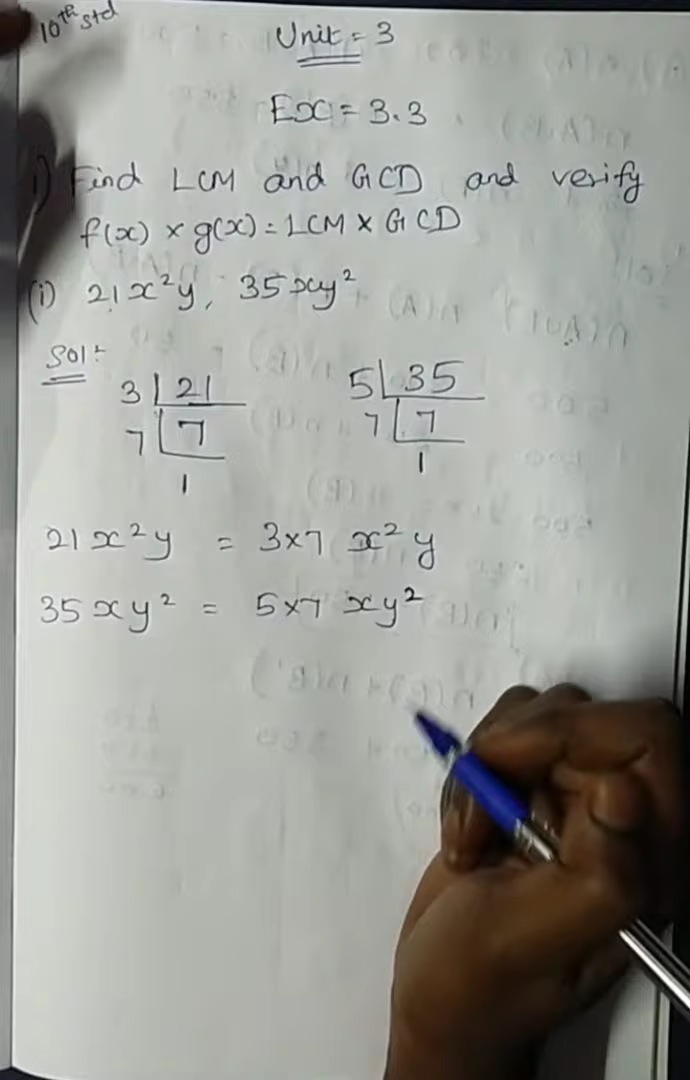 10th std
Unit = 3
Ex = 3.3
1) Find LCM and GCD and verify
f(x) × g(x) = LCM × GCD
(i) 21x²y, 35xy²
Sol:
3 | 21
7 | 7
1
5 | 35
7 | 7
1
21x²y = 3×7 x²y
35xy² = 5×7 xy²